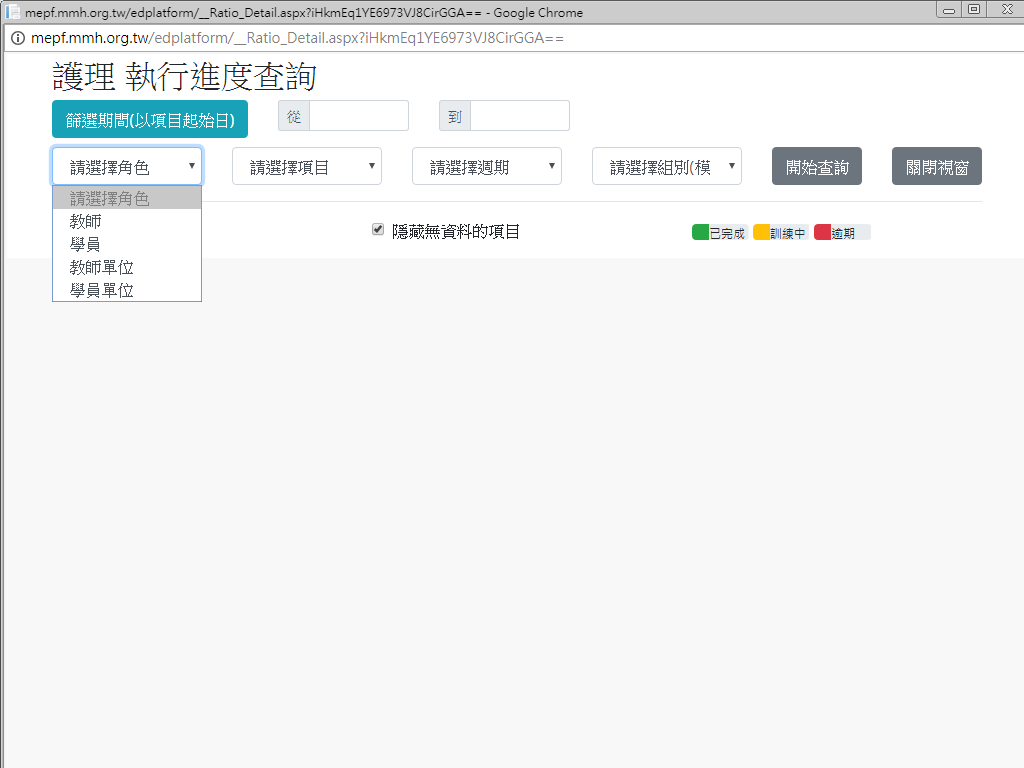 mepf.mmh.org.tw/edplatform/__Ratio_Detail.aspx?iHkmEq1YE6973VJ8CirGGA== - Google Chrome
mepf.mmh.org.tw/edplatform/__Ratio_Detail.aspx?iHkmEq1YE6973VJ8CirGGA==
護理 執行進度查詢
篩選期間(以項目起始日) 從 到
請選擇角色 請選擇項目 請選擇週期 請選擇組別(模 開始查詢 關閉視窗
請選擇角色
教師
學員
教師單位
學員單位
隱藏無資料的項目 已完成 訓練中 逾期